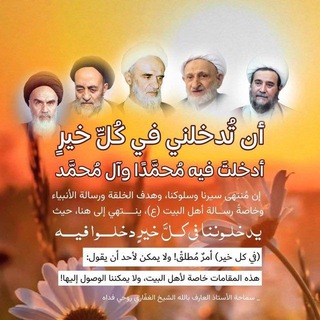 أن تُدخلني في كُلِّ خيرٍ
أدخلتَ فيه مُحمَّدًا وآل مُحمَّد
إن مُنتهى سيرنا وسلوكنا، وهدف الخلقة ورسالة الأنبياء
وخاصةً رسالة أهل البيت (ع)، ينتهي إلى هنا، حيث
يدخلوننا في كلِّ خيرٍ دخلوا فيه
(في كل خير) أمرٌ مُطلقٌ! ولا يمكن لأحد أن يقول:
هذه المقامات خاصة لأهل البيت، ولا يمكننا الوصول إليها!
_ سماحة الأستاذ العارف بالله الشيخ الغفّاري روحي فداه